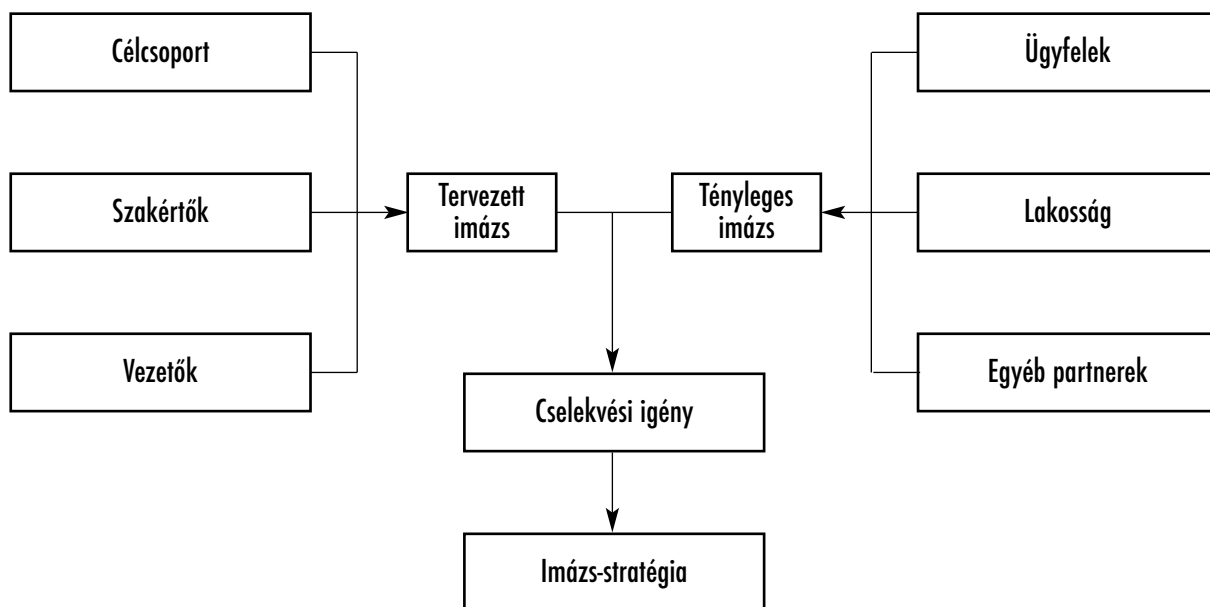 Célcsoport
Ügyfelek
Szakértők
Tervezett
imázs
Tényleges
imázs
Lakosság
Vezetők
Egyéb partnerek
Cselekvési igény
Imázs-stratégia